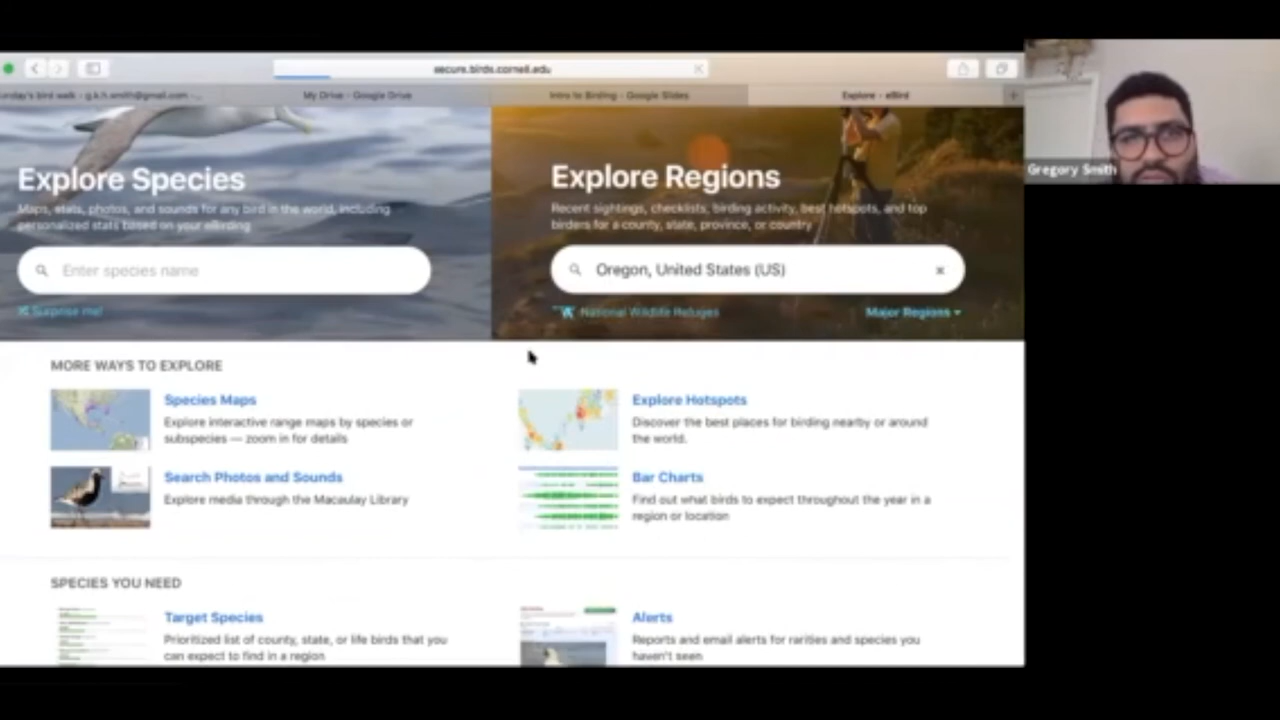 secure.birds.cornell.edu
bird walk - g.k.h.smith@gmail.com -...
My Drive - Google Drive
Intro to Birding - Google Slides
Explore - eBird
Explore Species
Maps, stats, photos, and sounds for any bird in the world, including
personalized stats based on your eBirding
Enter species name
Surprise me!
Explore Regions
Recent sightings, checklists, birding activity, best hotspots, and top
birders for a county, state, province, or country
Oregon, United States (US)
National Wildlife Refuges
Major Regions
Gregory Smith
MORE WAYS TO EXPLORE
Species Maps
Explore interactive range maps by species or
subspecies — zoom in for details
Explore Hotspots
Discover the best places for birding nearby or around
the world.
Search Photos and Sounds
Explore media through the Macaulay Library
Bar Charts
Find out what birds to expect throughout the year in a
region or location
SPECIES YOU NEED
Target Species
Prioritized list of county, state, or life birds that you
can expect to find in a region
Alerts
Reports and email alerts for rarities and species you
haven't seen